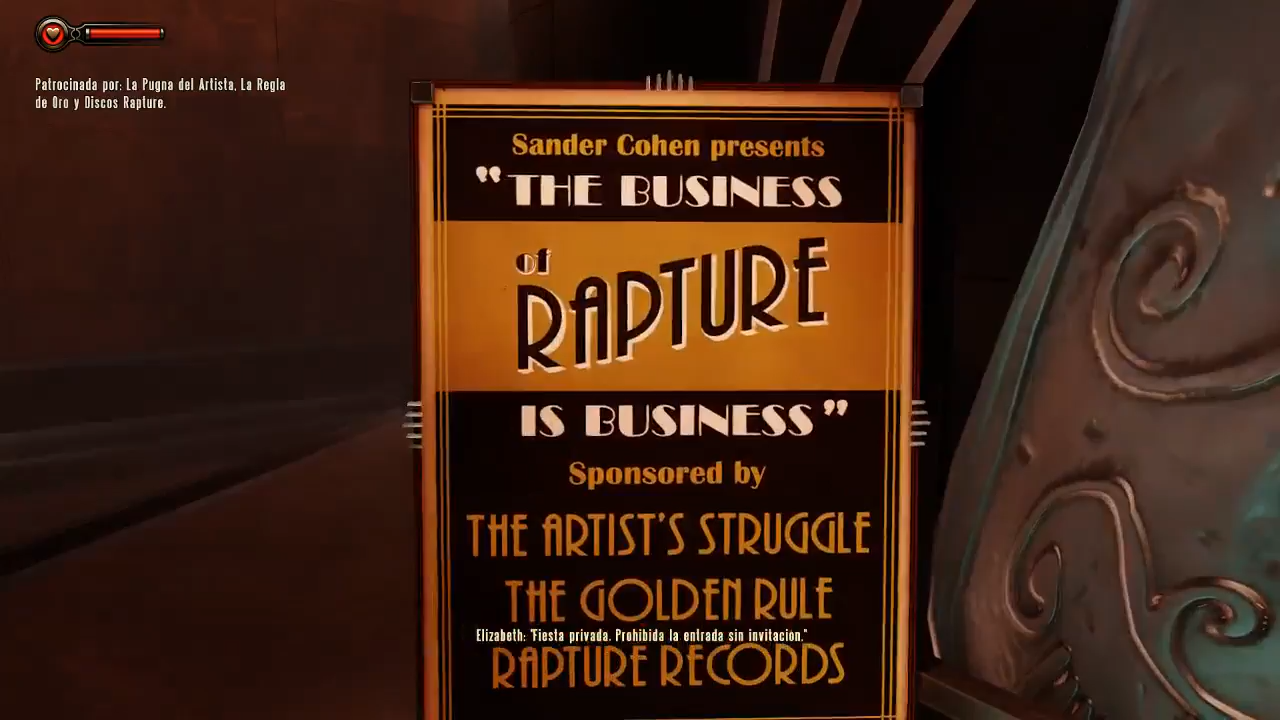 Patrocinada por: La Pugna del Artista, La Regla
de Oro y Discos Rapture.
Sander Cohen presents
"THE BUSINESS
of
RAPTURE
IS BUSINESS"
Sponsored by
THE ARTIST'S STRUGGLE
THE GOLDEN RULE
Elizabeth: "Fiesta privada. Prohibida la entrada sin invitación."
RAPTURE RECORDS